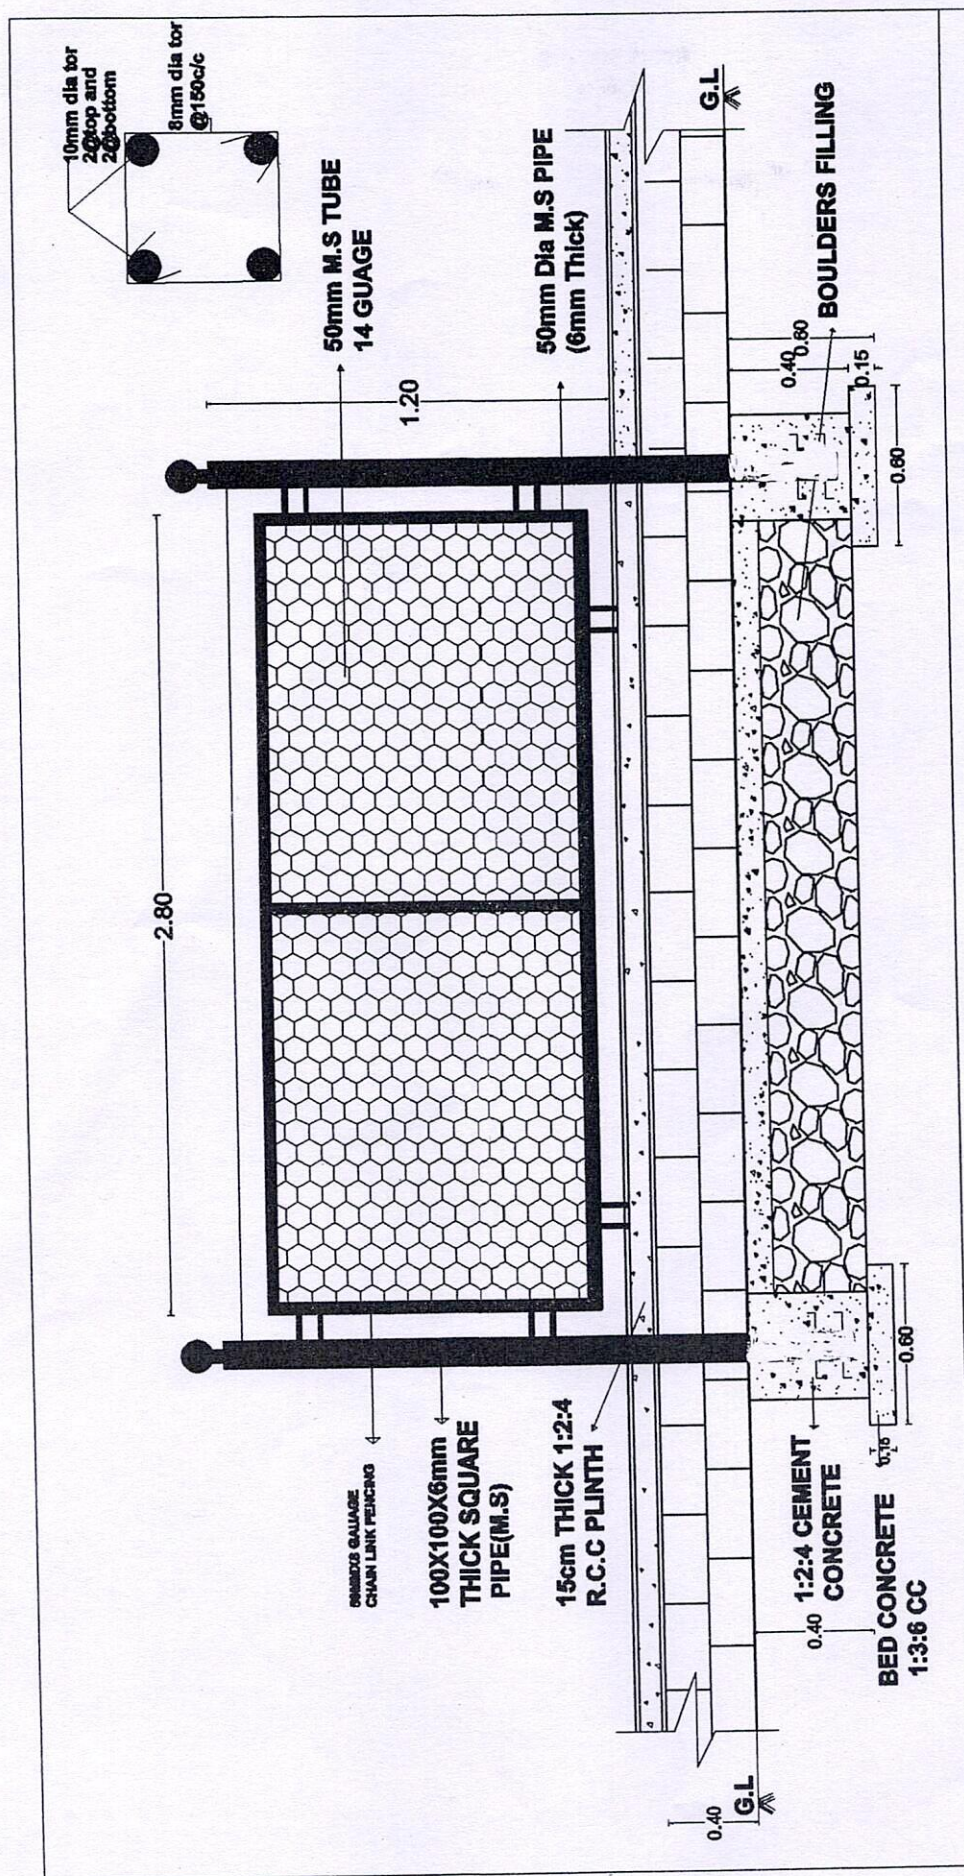 10mm dia tor
2@top and
2@bottom
8mm dia tor
@150c/c
2.80
50mm M.S TUBE
14 GUAGE
1.20
50mm Dia M.S PIPE
(6mm Thick)
G.L
CHAIN LINK FENCING
100X100X6mm
THICK SQUARE
PIPE(M.S)
15cm THICK 1:2:4
R.C.C PLINTH
0.40
G.L
1:2:4 CEMENT
CONCRETE
0.40
BED CONCRETE
1:3:6 CC
0.60
BOULDERS FILLING
0.60
0.40
0.15
0.60